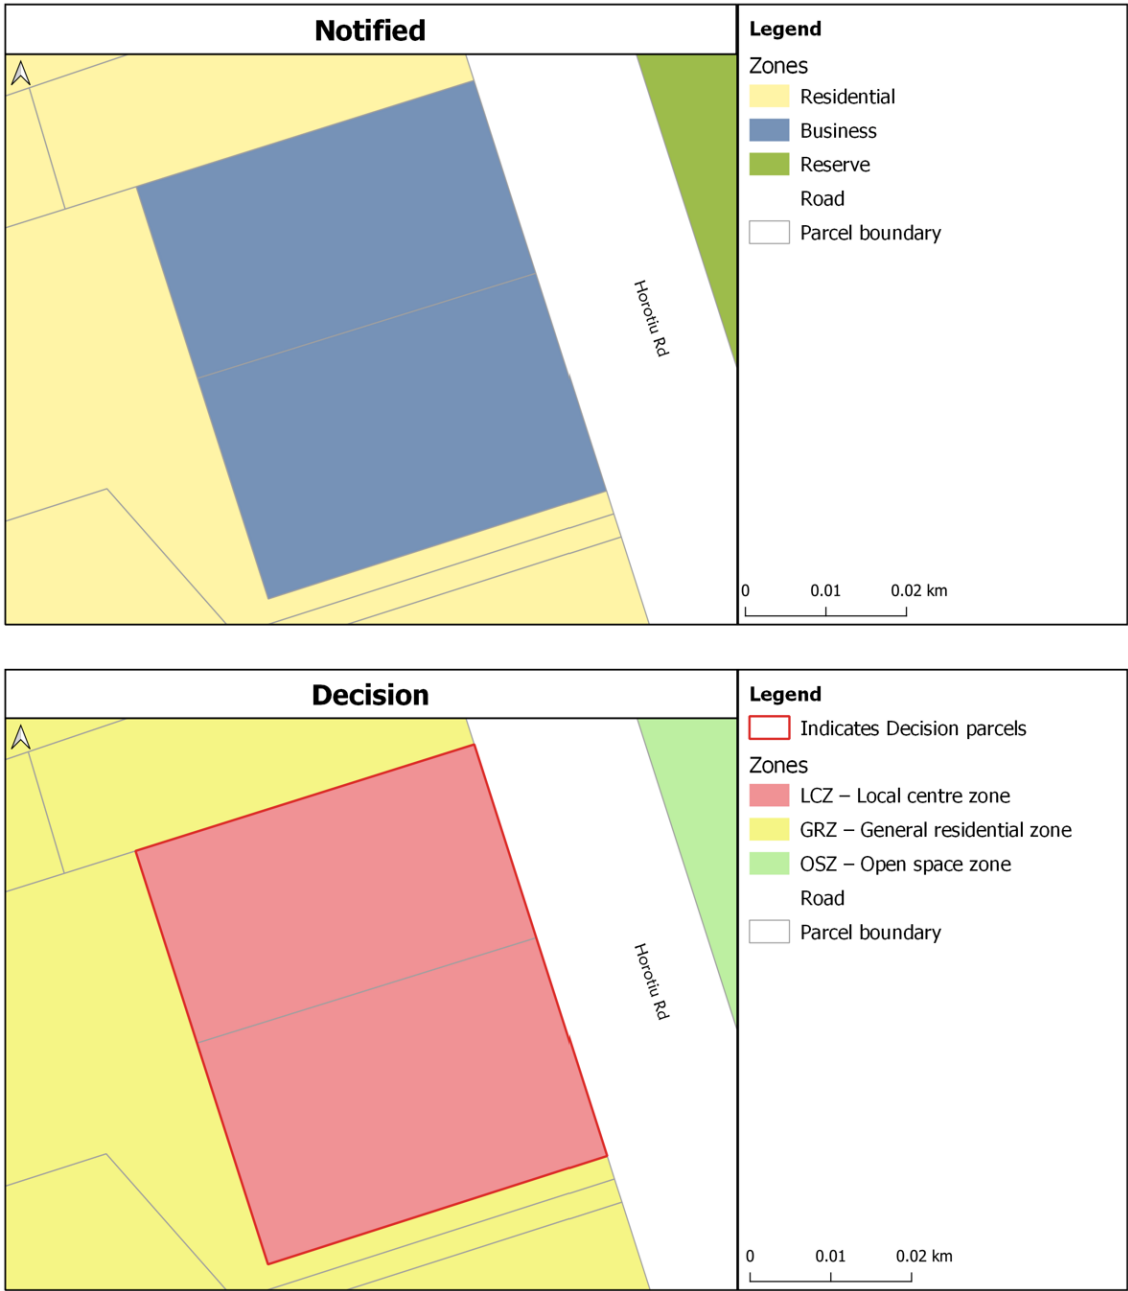 Notified
Legend
Zones
Residential
Business
Reserve
Road
Parcel boundary
Horotiu Rd
0 0.01 0.02 km
Decision
Legend
Indicates Decision parcels
Zones
LCZ – Local centre zone
GRZ – General residential zone
OSZ – Open space zone
Road
Parcel boundary
Horotiu Rd
0 0.01 0.02 km